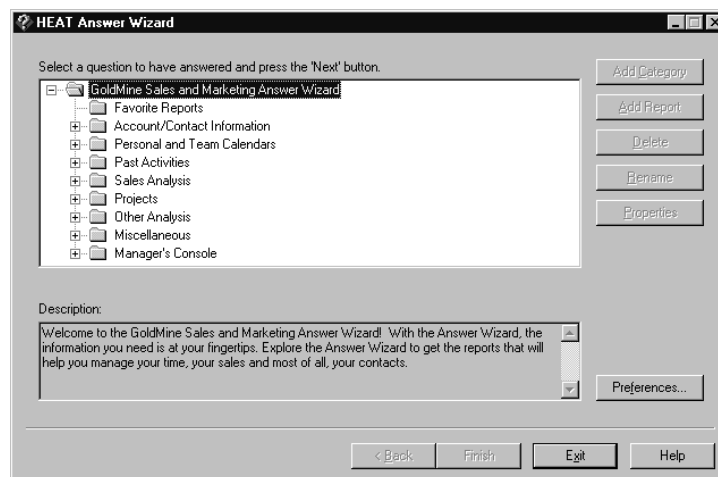 HEAT Answer Wizard
Select a question to have answered and press the 'Next' button.
GoldMine Sales and Marketing Answer Wizard
Favorite Reports
Account/Contact Information
Personal and Team Calendars
Past Activities
Sales Analysis
Projects
Other Analysis
Miscellaneous
Manager's Console
Add Category
Add Report
Delete
Rename
Properties
Description:
Welcome to the GoldMine Sales and Marketing Answer Wizard!  With the Answer Wizard, the
information you need is at your fingertips. Explore the Answer Wizard to get the reports that will
help you manage your time, your sales and most of all, your contacts.
Preferences...
< Back
Finish
Exit
Help